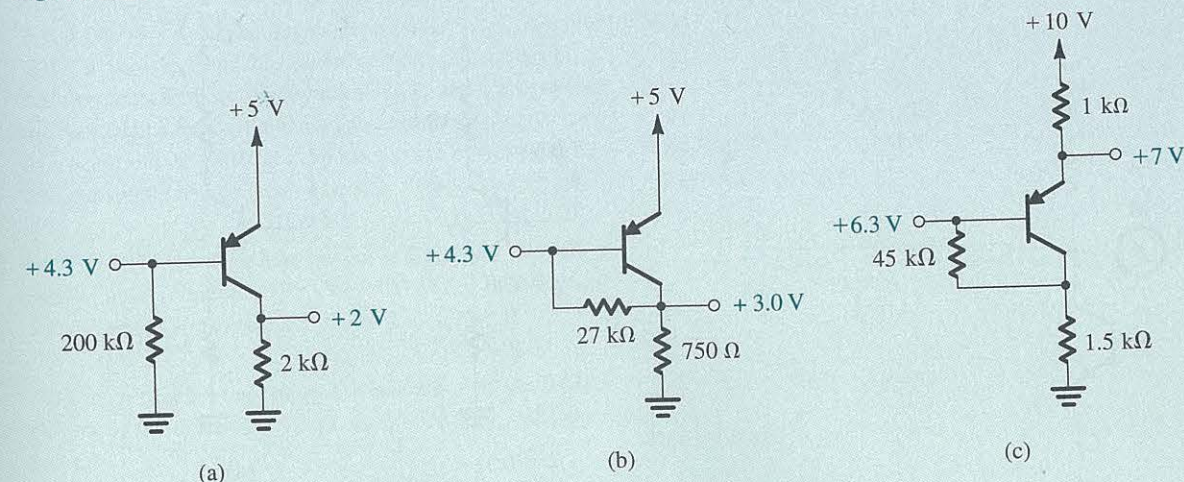 +5 V
+4.3 V
200 kΩ
+2 V
2 kΩ
(a)
+5 V
+4.3 V
27 kΩ
+3.0 V
750 Ω
(b)
+10 V
1 kΩ
+7 V
+6.3 V
45 kΩ
1.5 kΩ
(c)